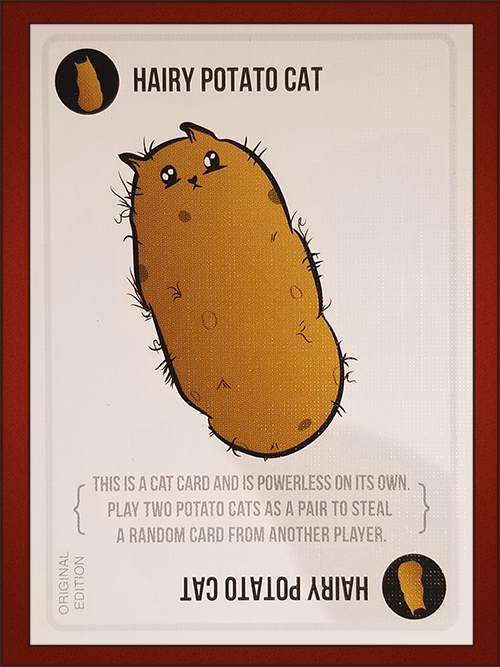 HAIRY POTATO CAT
THIS IS A CAT CARD AND IS POWERLESS ON ITS OWN.
PLAY TWO POTATO CATS AS A PAIR TO STEAL
A RANDOM CARD FROM ANOTHER PLAYER.
ORIGINAL
EDITION
HAIRY POTATO CAT